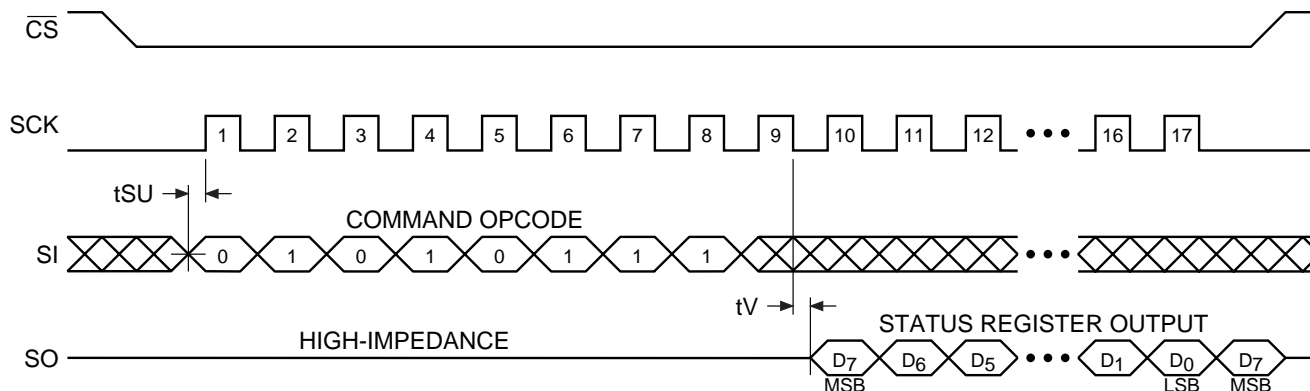 CS
SCK 1 2 3 4 5 6 7 8 9 10 11 12 • • • 16 17
tSU
COMMAND OPCODE
SI 0 1 0 1 0 1 1 1 • • •
tV
HIGH-IMPEDANCE
STATUS REGISTER OUTPUT
SO D7 D6 D5 • • • D1 D0 D7
MSB LSB MSB